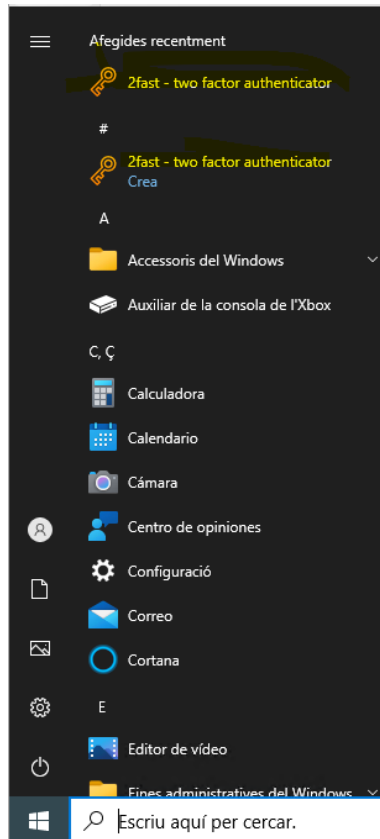 Afegides recentment
2fast - two factor authenticator
#
2fast - two factor authenticator
Crea
A
Accessoris del Windows
Auxiliar de la consola de l'Xbox
C, Ç
Calculadora
Calendario
Cámara
Centro de opiniones
Configuració
Correo
Cortana
E
Editor de vídeo
Eines administratives del Windows
Escriu aquí per cercar.